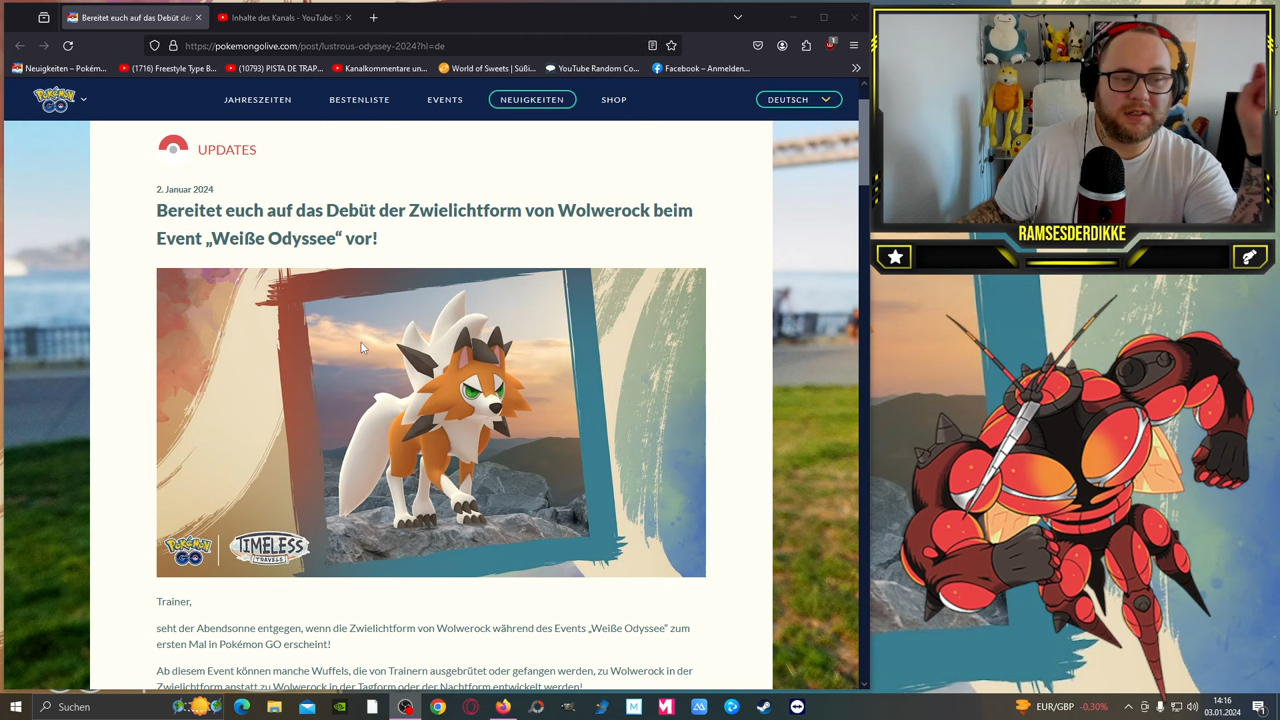 Bereitet euch auf das Debüt der
Inhalte des Kanals - YouTube St
https://pokemongolive.com/post/lustrous-odyssey-2024?hl=de
1
Neuigkeiten – Pokém...
(1716) Freestyle Type B...
(10793) PISTA DE TRAP...
Kanalkommentare un...
World of Sweets | Süßi...
YouTube Random Co...
Facebook – Anmelden...
POKÉMON GO
JAHRESZEITEN
BESTENLISTE
EVENTS
NEUIGKEITEN
SHOP
DEUTSCH
UPDATES
2. Januar 2024
Bereitet euch auf das Debüt der Zwielichtform von Wolwerock beim
Event „Weiße Odyssee“ vor!
POKÉMON GO
TIMELESS
TRAVELS
Trainer,
seht der Abendsonne entgegen, wenn die Zwielichtform von Wolwerock während des Events „Weiße Odyssee“ zum
ersten Mal in Pokémon GO erscheint!
Ab diesem Event können manche Wuffels, die von Trainern ausgebrütet oder gefangen werden, zu Wolwerock in der
Zwielichtform anstatt zu Wolwerock in der Tagform oder der Nachtform entwickelt werden!
RAMSESDERDIKKE
Suchen
EUR/GBP -0,30%
14:16
03.01.2024
1